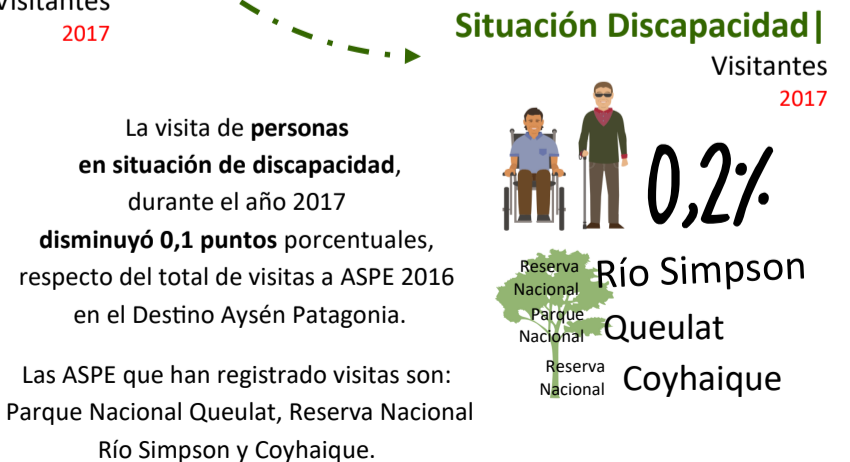 Visitantes
2017
Situación Discapacidad|
Visitantes
2017
La visita de personas
en situación de discapacidad,
durante el año 2017
disminuyó 0,1 puntos porcentuales,
respecto del total de visitas a ASPE 2016
en el Destino Aysén Patagonia.
Las ASPE que han registrado visitas son:
Parque Nacional Queulat, Reserva Nacional
Río Simpson y Coyhaique.
0,2%
Reserva
Nacional
Río Simpson
Parque
Nacional
Queulat
Reserva
Nacional
Coyhaique